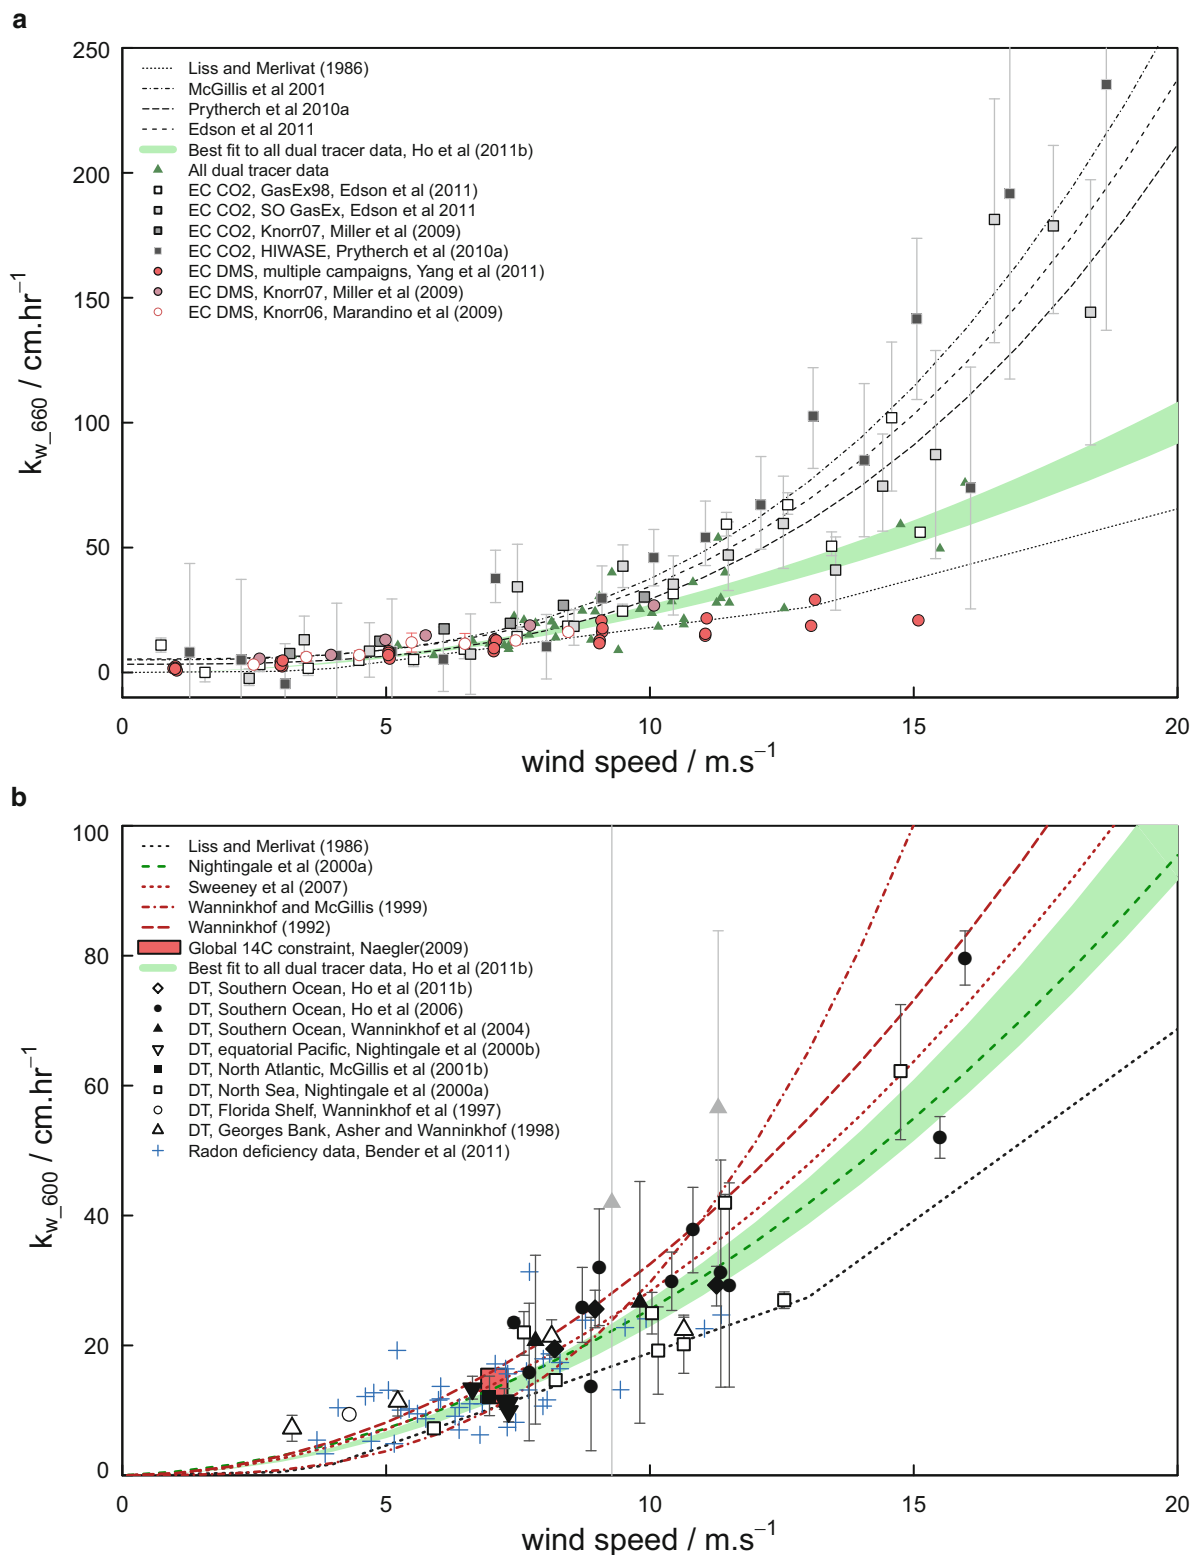 a
250
200
150
100
50
0
k_w_660 / cm.hr⁻¹
Liss and Merlivat (1986)
McGillis et al 2001
Prytherch et al 2010a
Edson et al 2011
Best fit to all dual tracer data, Ho et al (2011b)
All dual tracer data
EC CO2, GasEx98, Edson et al (2011)
EC CO2, SO GasEx, Edson et al 2011
EC CO2, Knorr07, Miller et al (2009)
EC CO2, HIWASE, Prytherch et al (2010a)
EC DMS, multiple campaigns, Yang et al (2011)
EC DMS, Knorr07, Miller et al (2009)
EC DMS, Knorr06, Marandino et al (2009)
0 5 10 15 20
wind speed / m.s⁻¹
b
100
80
60
40
20
0
k_w_600 / cm.hr⁻¹
Liss and Merlivat (1986)
Nightingale et al (2000a)
Sweeney et al (2007)
Wanninkhof and McGillis (1999)
Wanninkhof (1992)
Global 14C constraint, Naegler(2009)
Best fit to all dual tracer data, Ho et al (2011b)
DT, Southern Ocean, Ho et al (2011b)
DT, Southern Ocean, Ho et al (2006)
DT, Southern Ocean, Wanninkhof et al (2004)
DT, equatorial Pacific, Nightingale et al (2000b)
DT, North Atlantic, McGillis et al (2001b)
DT, North Sea, Nightingale et al (2000a)
DT, Florida Shelf, Wanninkhof et al (1997)
DT, Georges Bank, Asher and Wanninkhof (1998)
Radon deficiency data, Bender et al (2011)
0 5 10 15 20
wind speed / m.s⁻¹